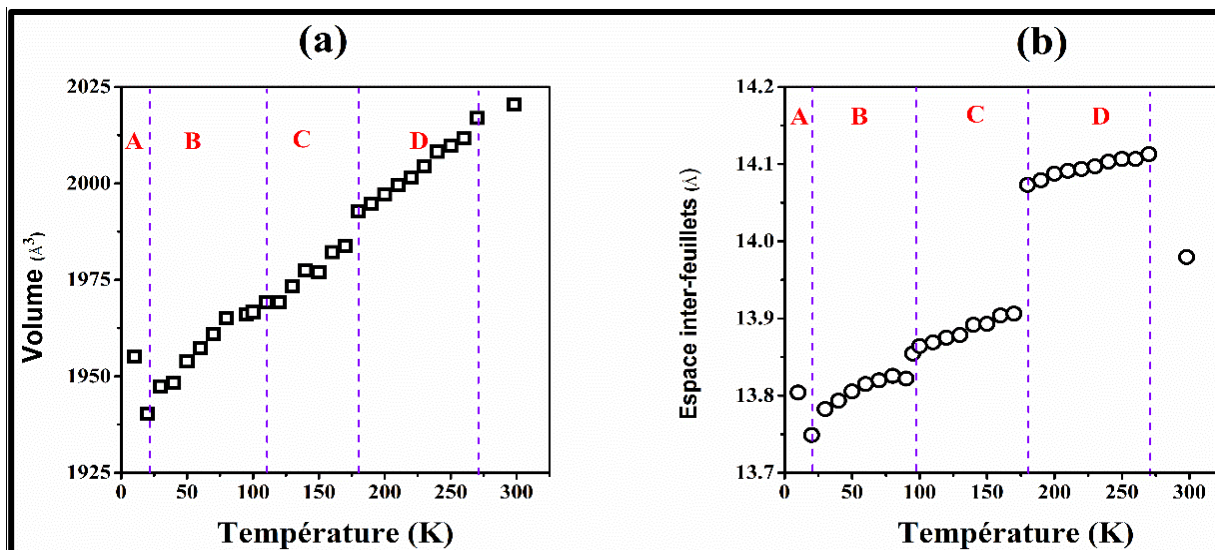 (a)
2025
2000
1975
1950
1925
A
B
C
D
Volume (Å³)
0
50
100
150
200
250
300
Température (K)
(b)
14.2
14.1
14.0
13.9
13.8
13.7
A
B
C
D
Espace inter-feuillets (Å)
0
50
100
150
200
250
300
Température (K)